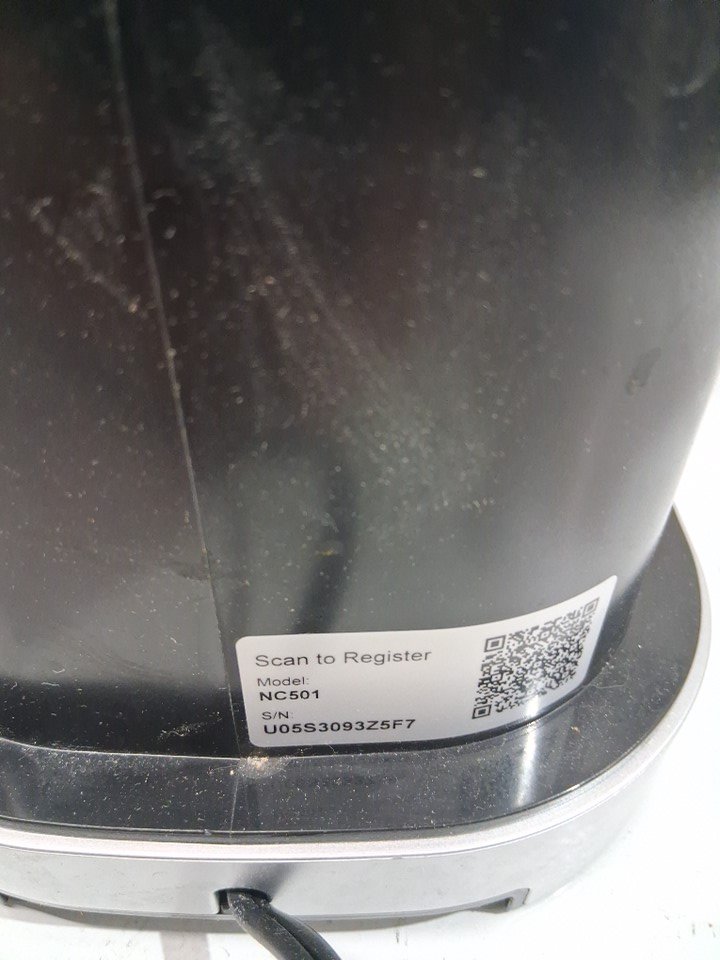 Scan to Register
Model:
NC501
S/N:
U05S3093Z5F7